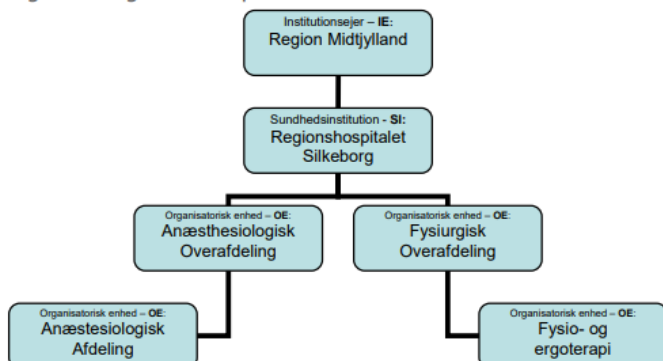 Institutionsejer – IE:
Region Midtjylland
Sundhedsinstitution - SI:
Regionshospitalet
Silkeborg
Organisatorisk enhed – OE:
Anæsthesiologisk
Overafdeling
Organisatorisk enhed – OE:
Fysiurgisk
Overafdeling
Organisatorisk enhed – OE:
Anæstesiologisk
Afdeling
Organisatorisk enhed – OE:
Fysio- og
ergoterapi